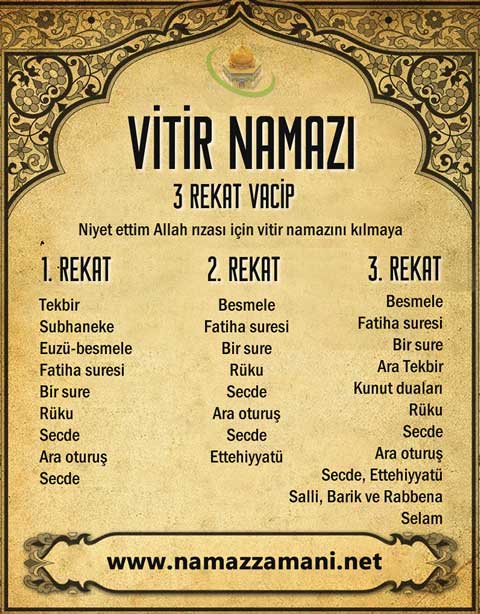 VİTİR NAMAZI
3 REKAT VACİP
Niyet ettim Allah rızası için vitir namazını kılmaya
1. REKAT
Tekbir
Subhaneke
Euzü-besmele
Fatiha suresi
Bir sure
Rüku
Secde
Ara oturuş
Secde
2. REKAT
Besmele
Fatiha suresi
Bir sure
Rükü
Secde
Ara oturuş
Secde
Ettehiyyatü
3. REKAT
Besmele
Fatiha suresi
Bir sure
Ara Tekbir
Kunut duaları
Rüku
Secde
Ara oturuş
Secde, Ettehiyyatü
Salli, Barik ve Rabbena
Selam
www.namazzamani.net